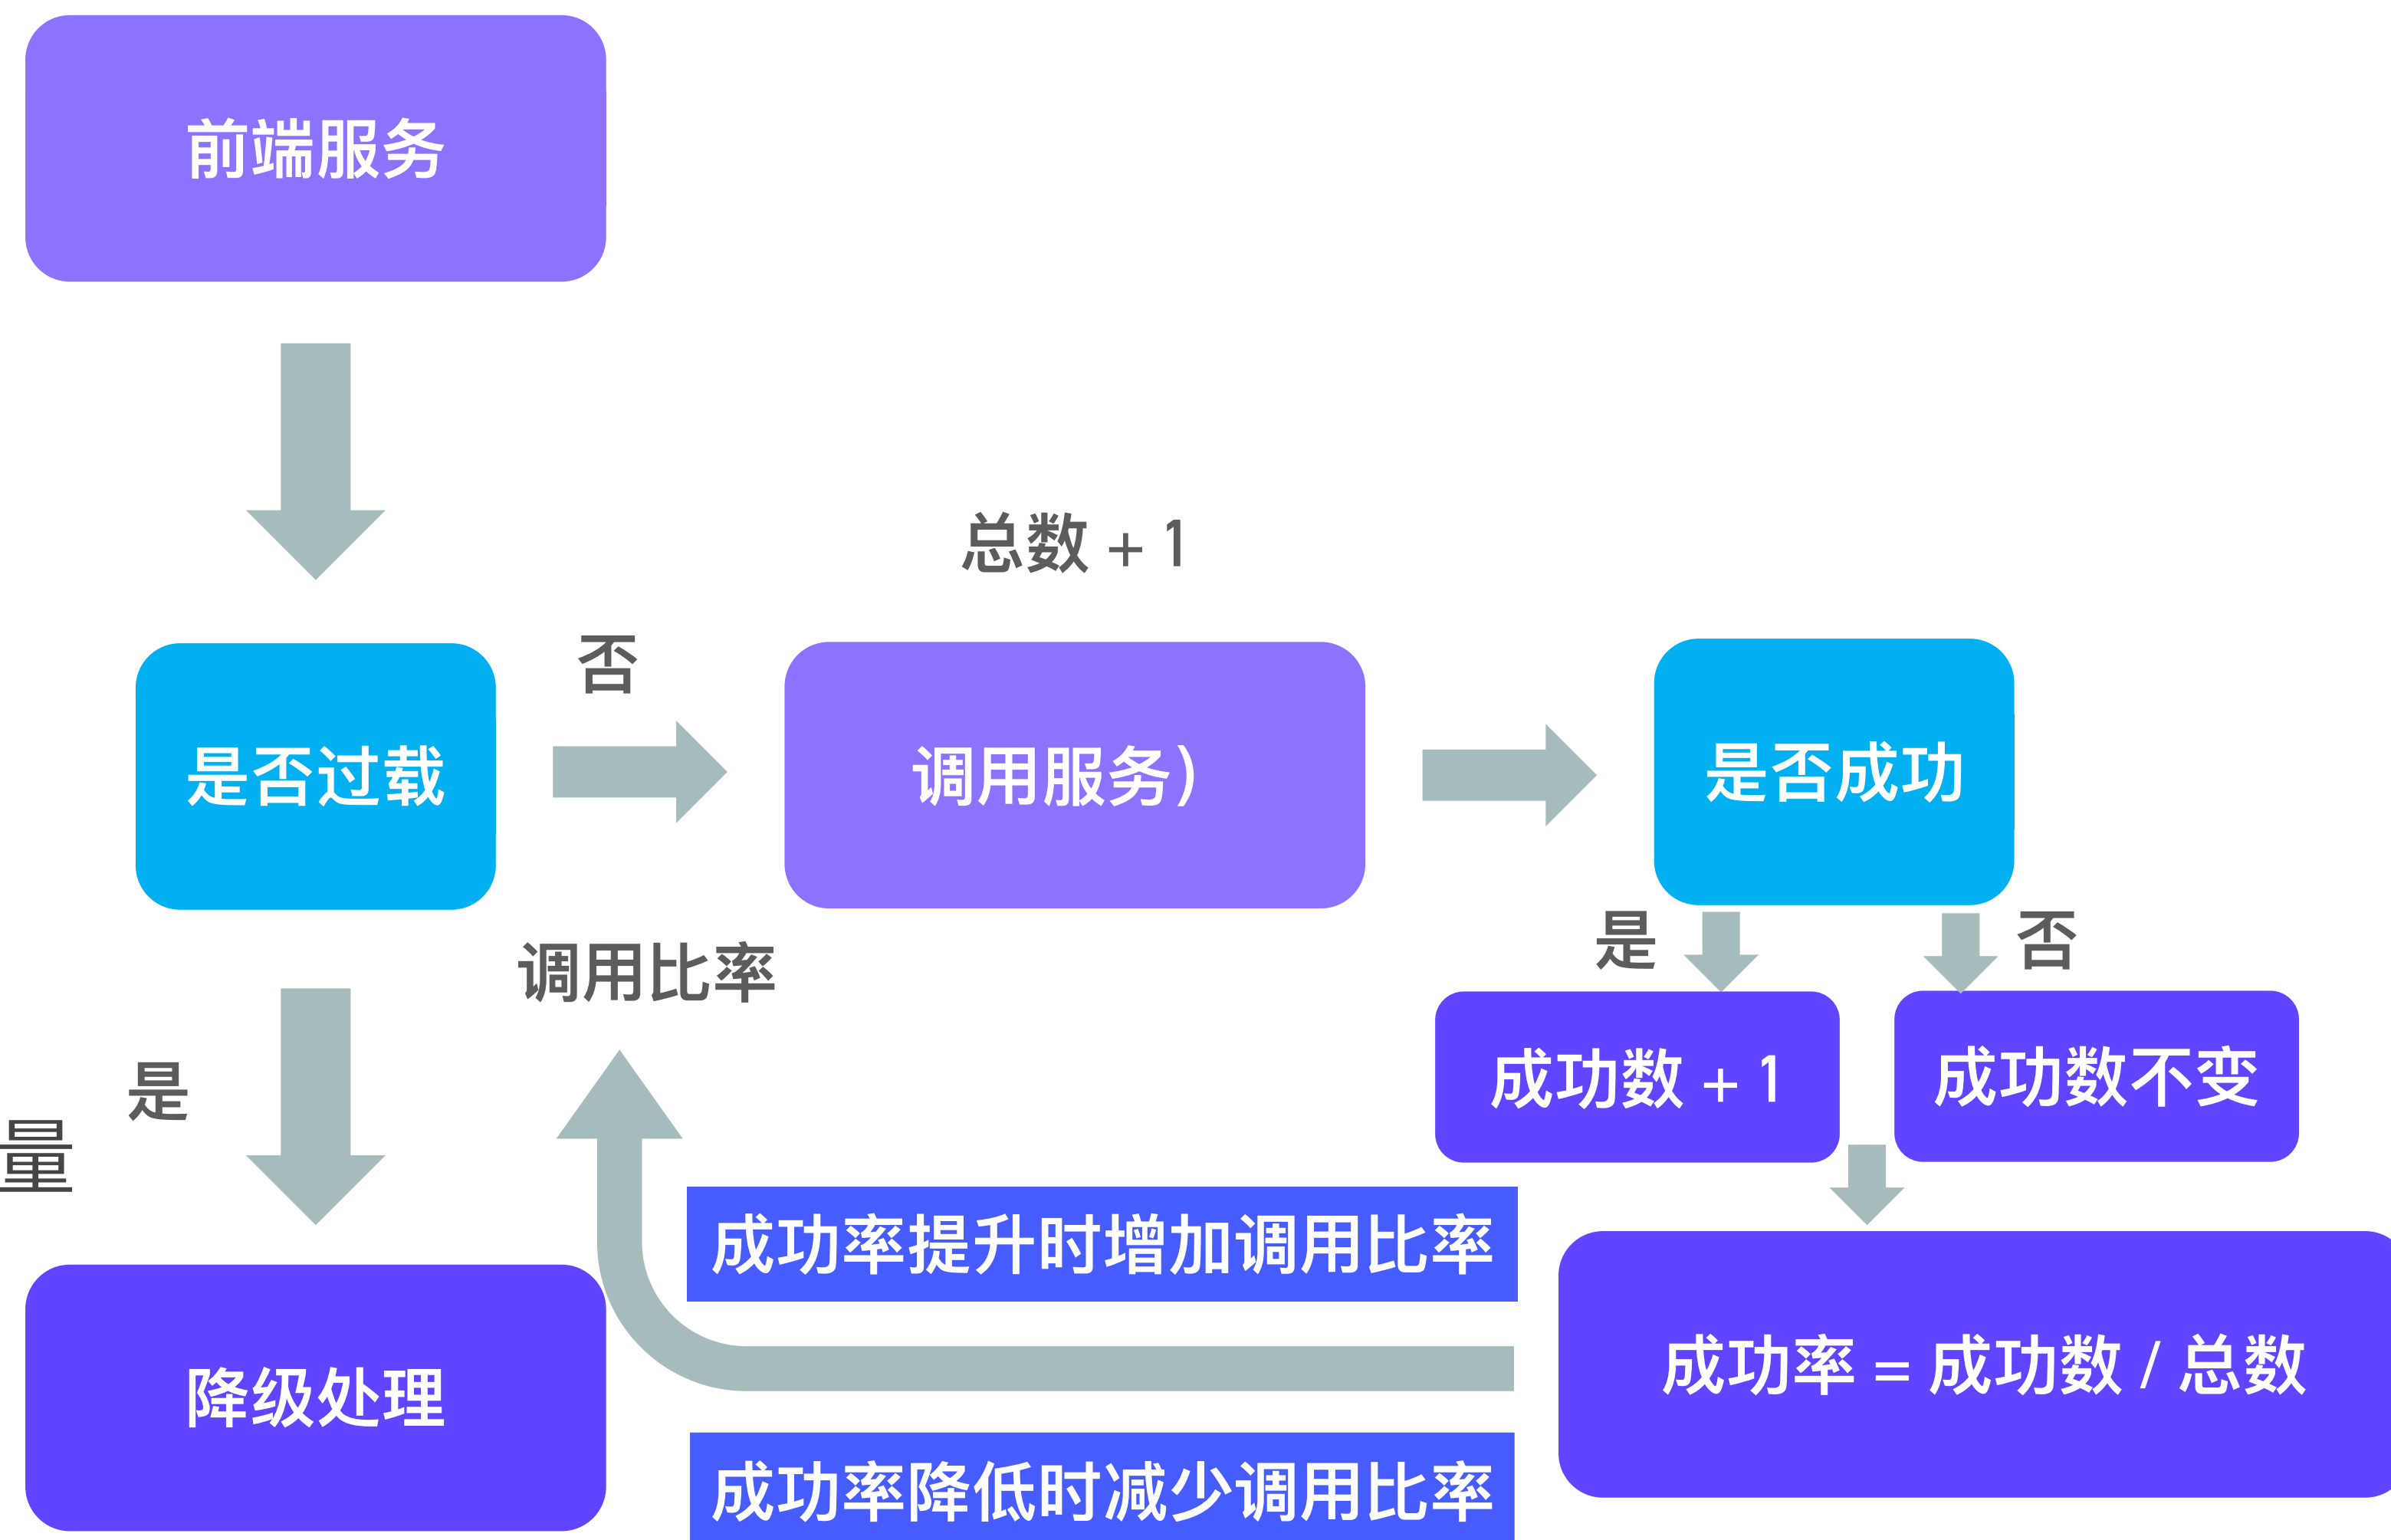 前端服务
总数 + 1
否
是否过载
调用服务)
是否成功
调用比率
是
否
是
量
成功数 + 1
成功数不变
成功率提升时增加调用比率
降级处理
成功率 = 成功数 / 总数
成功率降低时减少调用比率